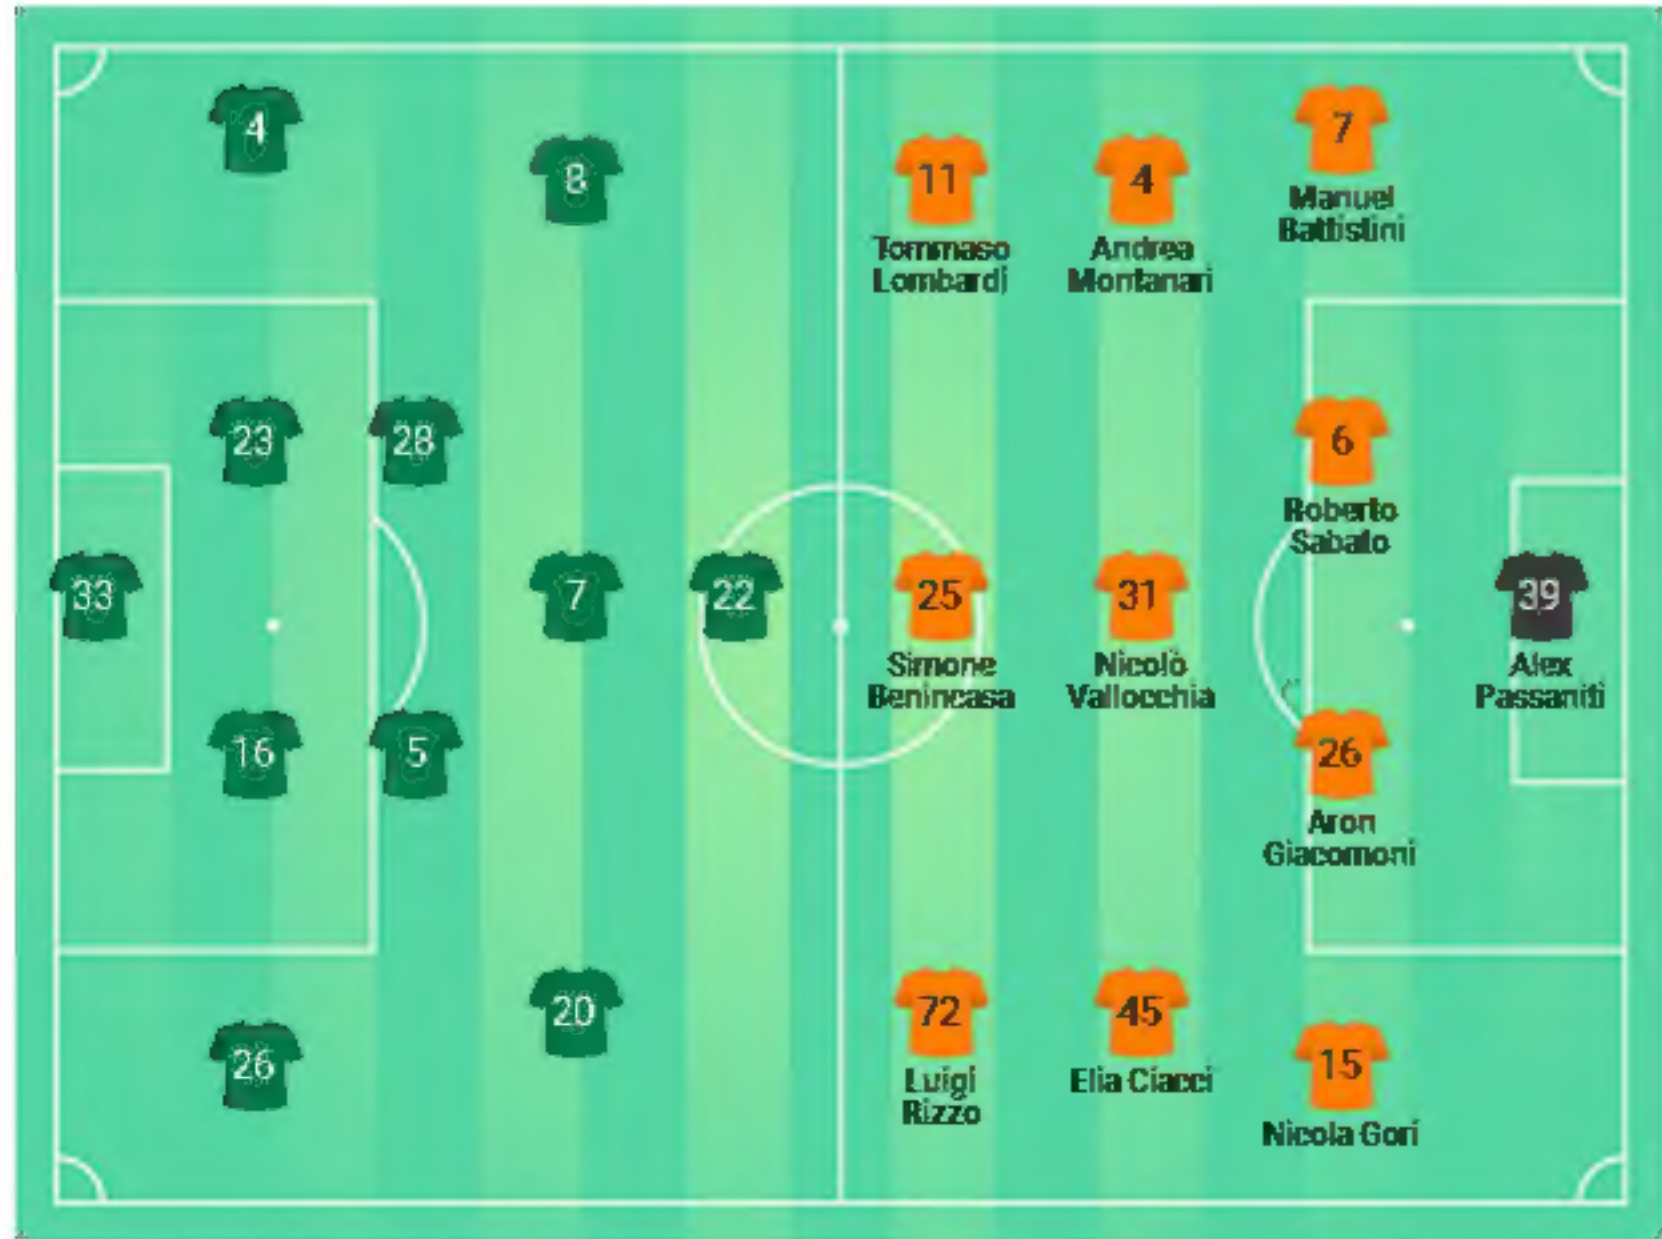 4
8
23
28
33
7
22
16
5
20
26
11
Tommaso
Lombardi
4
Andrea
Montanari
7
Manuel
Battistini
6
Roberto
Sabato
25
Simone
Benincasa
31
Nicolò
Vallocchia
39
Alex
Passaniti
26
Aron
Giacomoni
72
Luigi
Rizzo
45
Elia Ciacci
15
Nicola Gori